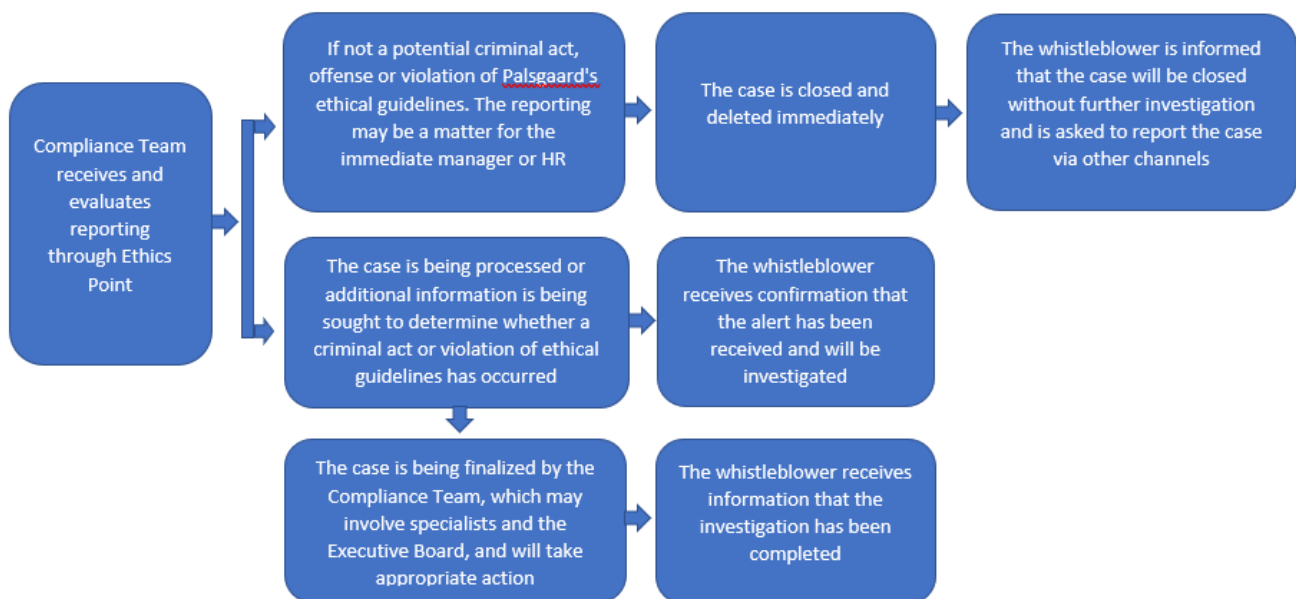 Compliance Team
receives and
evaluates
reporting
through Ethics
Point
If not a potential criminal act,
offense or violation of Palsgaard's
ethical guidelines. The reporting
may be a matter for the
immediate manager or HR
The case is closed and
deleted immediately
The whistleblower is informed
that the case will be closed
without further investigation
and is asked to report the case
via other channels
The case is being processed or
additional information is being
sought to determine whether a
criminal act or violation of ethical
guidelines has occurred
The whistleblower
receives confirmation that
the alert has been
received and will be
investigated
The case is being finalized by the
Compliance Team, which may
involve specialists and the
Executive Board, and will take
appropriate action
The whistleblower receives
information that the
investigation has been
completed